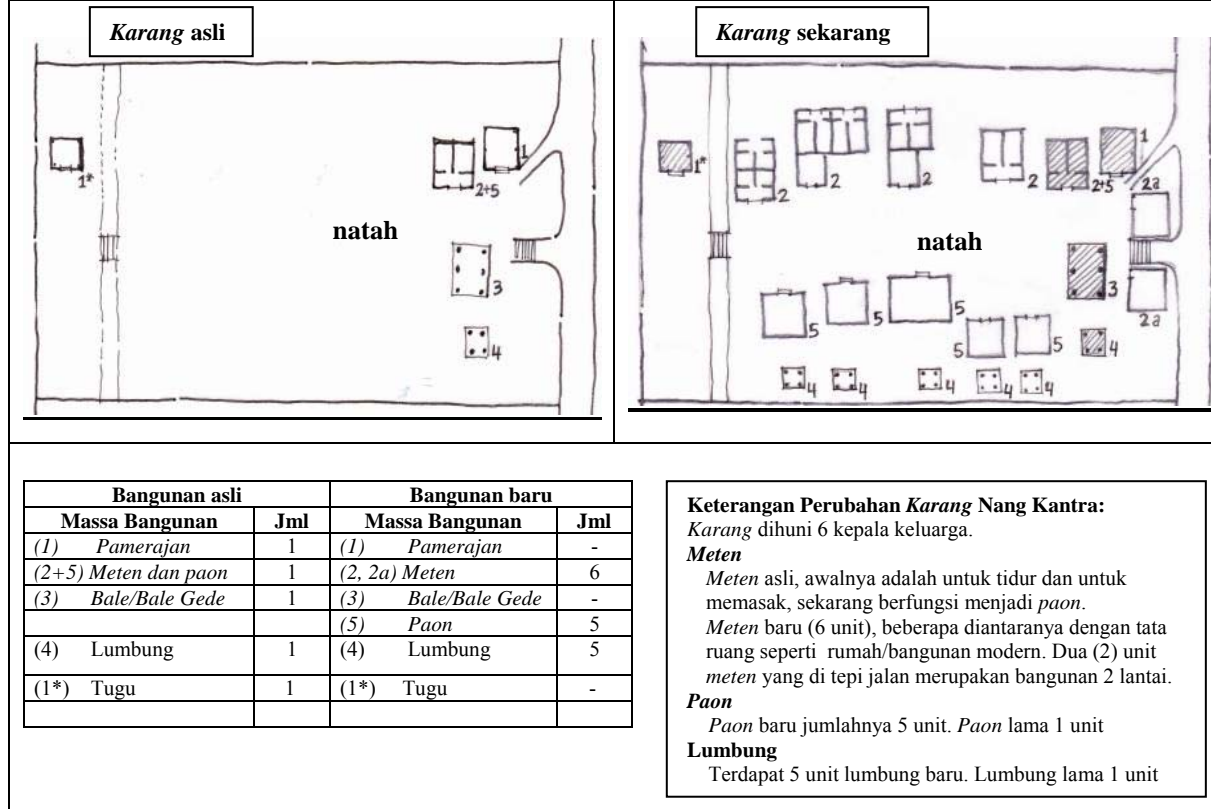 Karang asli
1*
1
2+5
natah
3
4
Karang sekarang
1*
2
2
2
2
2+5
1
2a
natah
3
2a
5
5
5
5
5
4
4
4
4
4
4
Bangunan asli Bangunan baru
Massa Bangunan Jml Massa Bangunan Jml
(1) Pamerajan 1 (1) Pamerajan -
(2+5) Meten dan paon 1 (2, 2a) Meten 6
(3) Bale/Bale Gede 1 (3) Bale/Bale Gede -
(5) Paon 5
(4) Lumbung 1 (4) Lumbung 5
(1*) Tugu 1 (1*) Tugu -
Keterangan Perubahan Karang Nang Kantra:
Karang dihuni 6 kepala keluarga.
Meten
Meten asli, awalnya adalah untuk tidur dan untuk
memasak, sekarang berfungsi menjadi paon.
Meten baru (6 unit), beberapa diantaranya dengan tata
ruang seperti rumah/bangunan modern. Dua (2) unit
meten yang di tepi jalan merupakan bangunan 2 lantai.
Paon
Paon baru jumlahnya 5 unit. Paon lama 1 unit
Lumbung
Terdapat 5 unit lumbung baru. Lumbung lama 1 unit